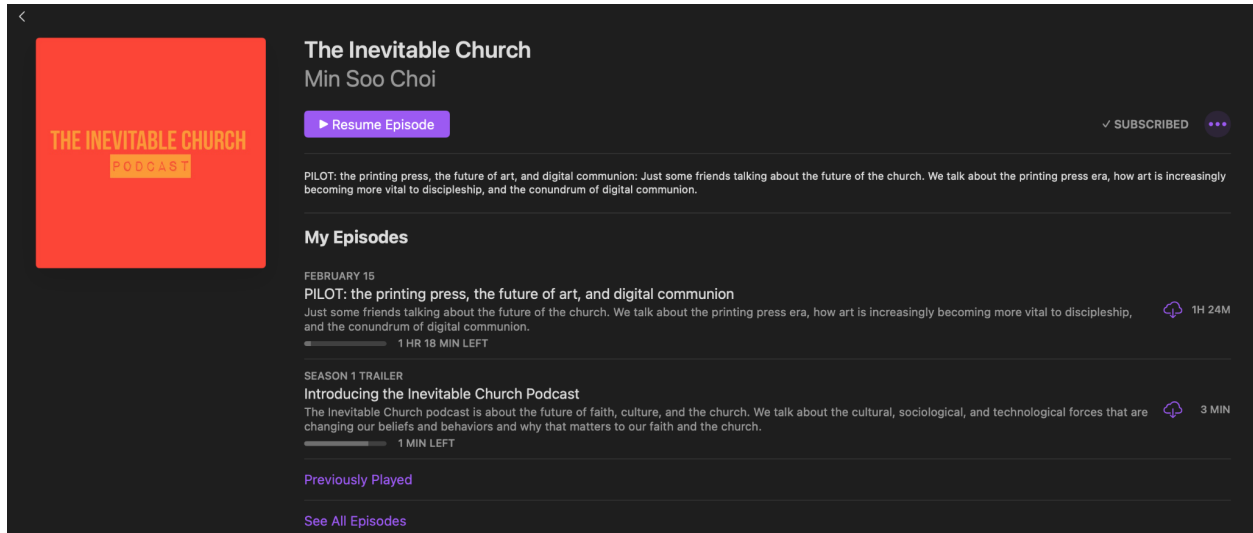 THE INEVITABLE CHURCH
PODCAST
The Inevitable Church
Min Soo Choi
Resume Episode
✓ SUBSCRIBED
PILOT: the printing press, the future of art, and digital communion: Just some friends talking about the future of the church. We talk about the printing press era, how art is increasingly
becoming more vital to discipleship, and the conundrum of digital communion.
My Episodes
FEBRUARY 15
PILOT: the printing press, the future of art, and digital communion
Just some friends talking about the future of the church. We talk about the printing press era, how art is increasingly becoming more vital to discipleship,
and the conundrum of digital communion.
1H 24M
1 HR 18 MIN LEFT
SEASON 1 TRAILER
Introducing the Inevitable Church Podcast
The Inevitable Church podcast is about the future of faith, culture, and the church. We talk about the cultural, sociological, and technological forces that are
changing our beliefs and behaviors and why that matters to our faith and the church.
3 MIN
1 MIN LEFT
Previously Played
See All Episodes